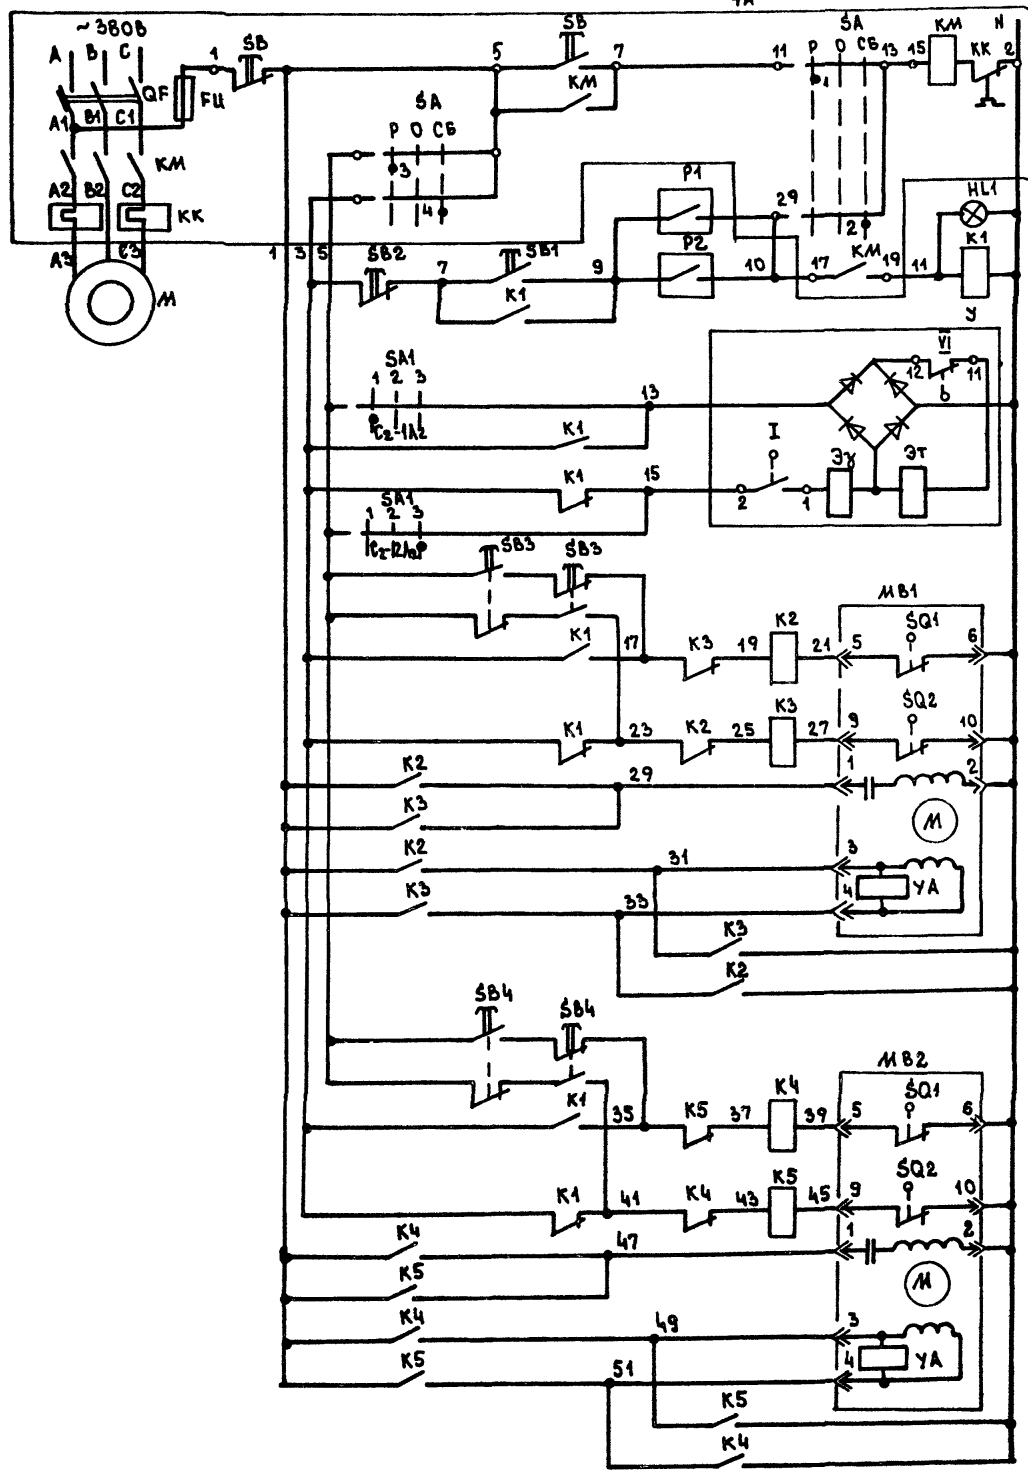 ~380В
A B C
QF
FU
A1 B1 C1
KM
A2 B2 C2
KK
A3 C3
M
1 SB 5 SB 7 11 SA 13 15 KM KK N 2
P O СБ
1
KM
SA
P O СБ
3
4
2
P1
29
HL1
1 3 5
SB2 7 SB1 9 P2 10 17 KM 19 11 K1
K1
У
SA1
1 2 3
13
VI
12 11
b
K1
I
ЭТ
K1
15
2 1
SA1
1 2 3
SB3 SB3
MB1
K1 17 K3 19 K2 21 5 SQ1 6
K1 23 K2 25 K3 27 9 SQ2 10
K2 29 1 2
K3
M
K2 31 3
K3 33 4 YA
K3
K2
SB4 SB4
MB2
K1 35 K5 37 K4 39 5 SQ1 6
K1 41 K4 43 K5 45 9 SQ2 10
K4 47 1 2
K5
M
K4 49 3
K5 51 4 YA
K5
K4